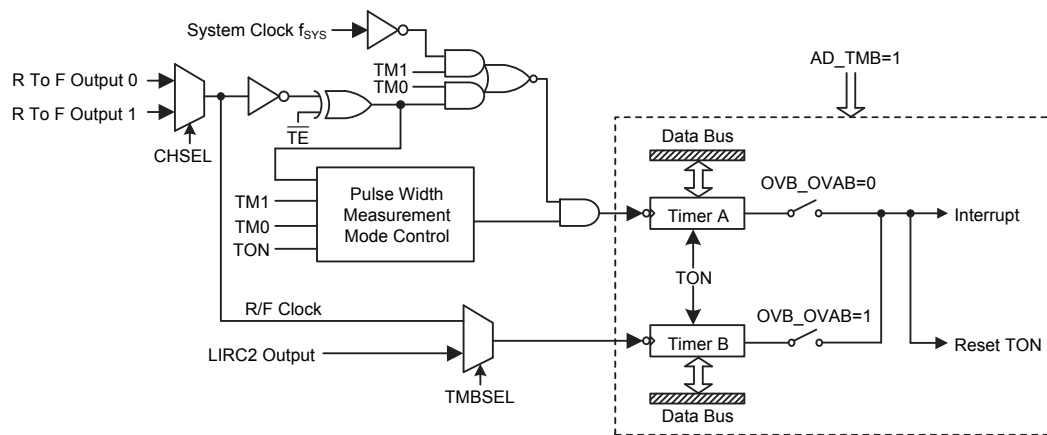 System Clock fSYS
AD_TMB=1
R To F Output 0
TM1
TM0
R To F Output 1
TE
CHSEL
Data Bus
OVB_OVAB=0
TM1
Pulse Width
Measurement
Mode Control
Timer A
Interrupt
TM0
TON
TON
R/F Clock
OVB_OVAB=1
LIRC2 Output
Timer B
Reset TON
TMBSEL
Data Bus